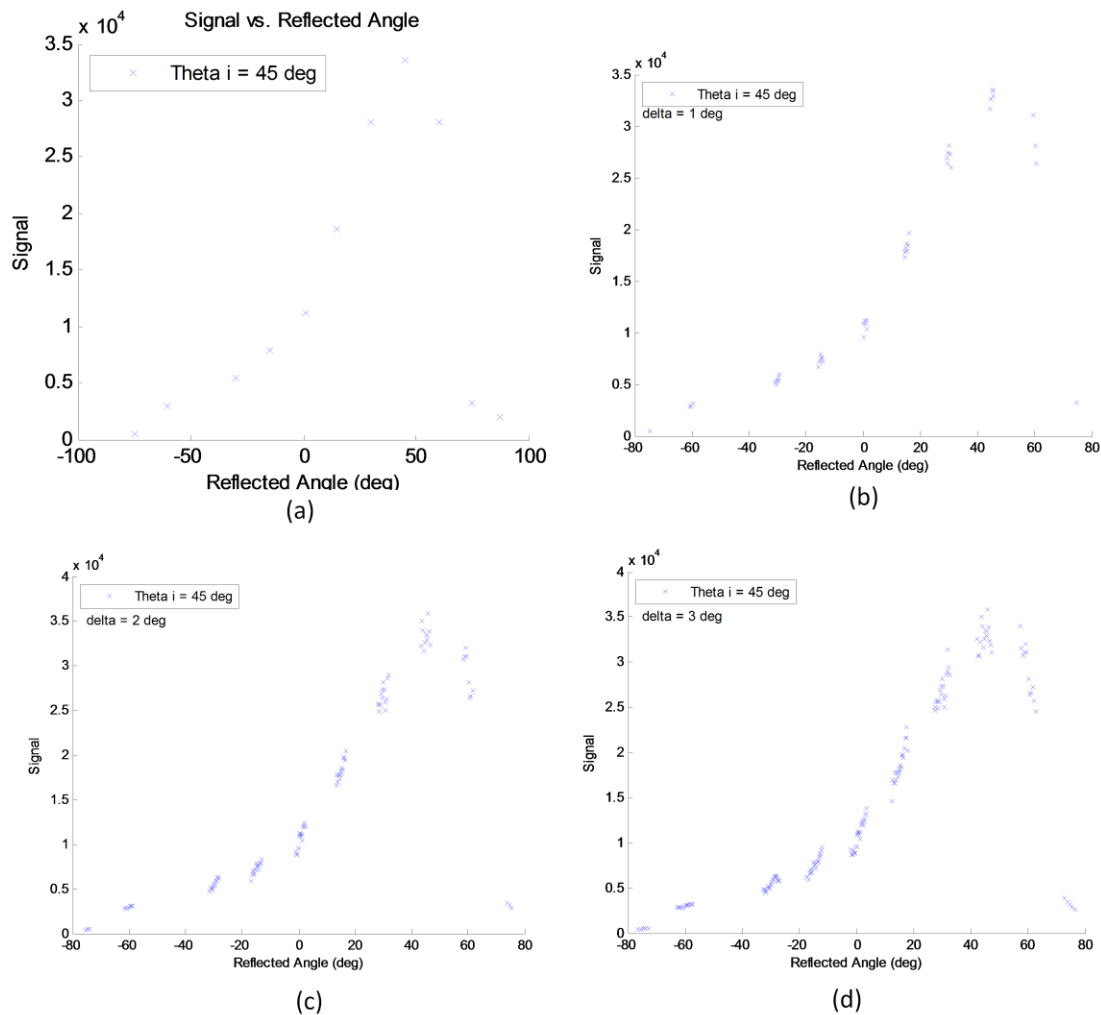 Signal vs. Reflected Angle
x 10^4
3.5
3
2.5
2
1.5
1
0.5
0
-100 -50 0 50 100
Signal
Reflected Angle (deg)
Theta i = 45 deg
(a)
x 10^4
3.5
3
2.5
2
1.5
1
0.5
0
-80 -60 -40 -20 0 20 40 60 80
Signal
Reflected Angle (deg)
Theta i = 45 deg
delta = 1 deg
(b)
x 10^4
4
3.5
3
2.5
2
1.5
1
0.5
0
-80 -60 -40 -20 0 20 40 60 80
Signal
Reflected Angle (deg)
Theta i = 45 deg
delta = 2 deg
(c)
x 10^4
4
3.5
3
2.5
2
1.5
1
0.5
0
-80 -60 -40 -20 0 20 40 60 80
Signal
Reflected Angle (deg)
Theta i = 45 deg
delta = 3 deg
(d)